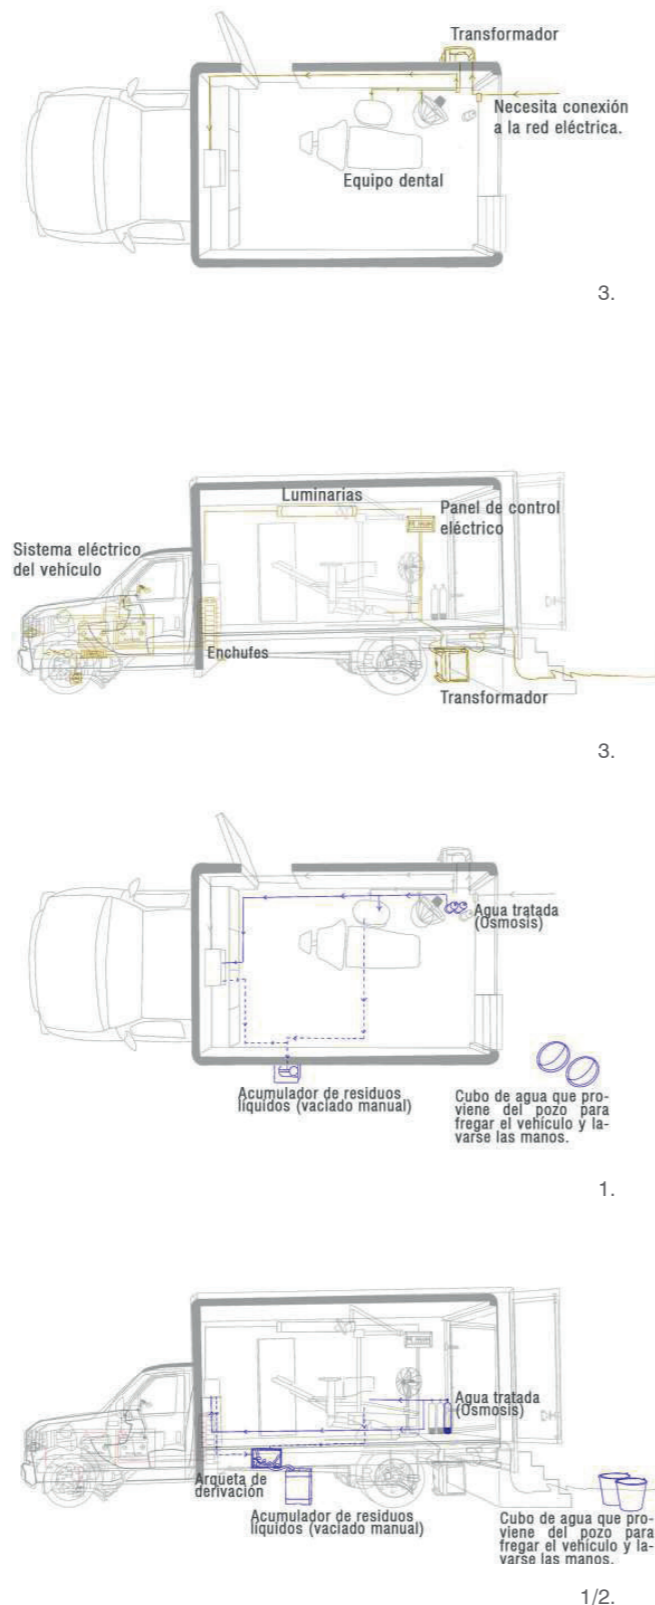 Transformador
Necesita conexión
a la red eléctrica.
Equipo dental
3.
Luminarias
Panel de control
eléctrico
Sistema eléctrico
del vehículo
Enchufes
Transformador
3.
Agua tratada
(Osmosis)
Acumulador de residuos
líquidos (vaciado manual)
Cubo de agua que pro-
viene del pozo para
fregar el vehículo y la-
varse las manos.
1.
Agua tratada
(Osmosis)
Arqueta de
derivación
Acumulador de residuos
líquidos (vaciado manual)
Cubo de agua que pro-
viene del pozo para
fregar el vehículo y la-
varse las manos.
1/2.